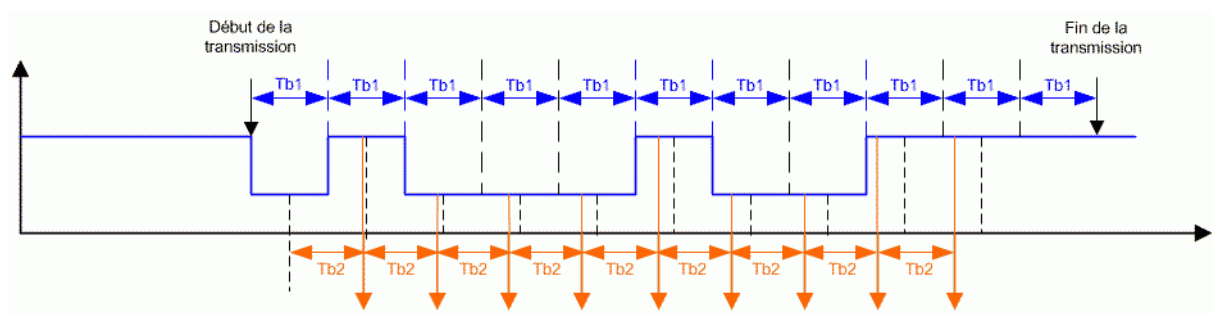 Début de la
transmission
Fin de la
transmission
Tb1 Tb1 Tb1 Tb1 Tb1 Tb1 Tb1 Tb1 Tb1 Tb1 Tb1
Tb2 Tb2 Tb2 Tb2 Tb2 Tb2 Tb2 Tb2 Tb2